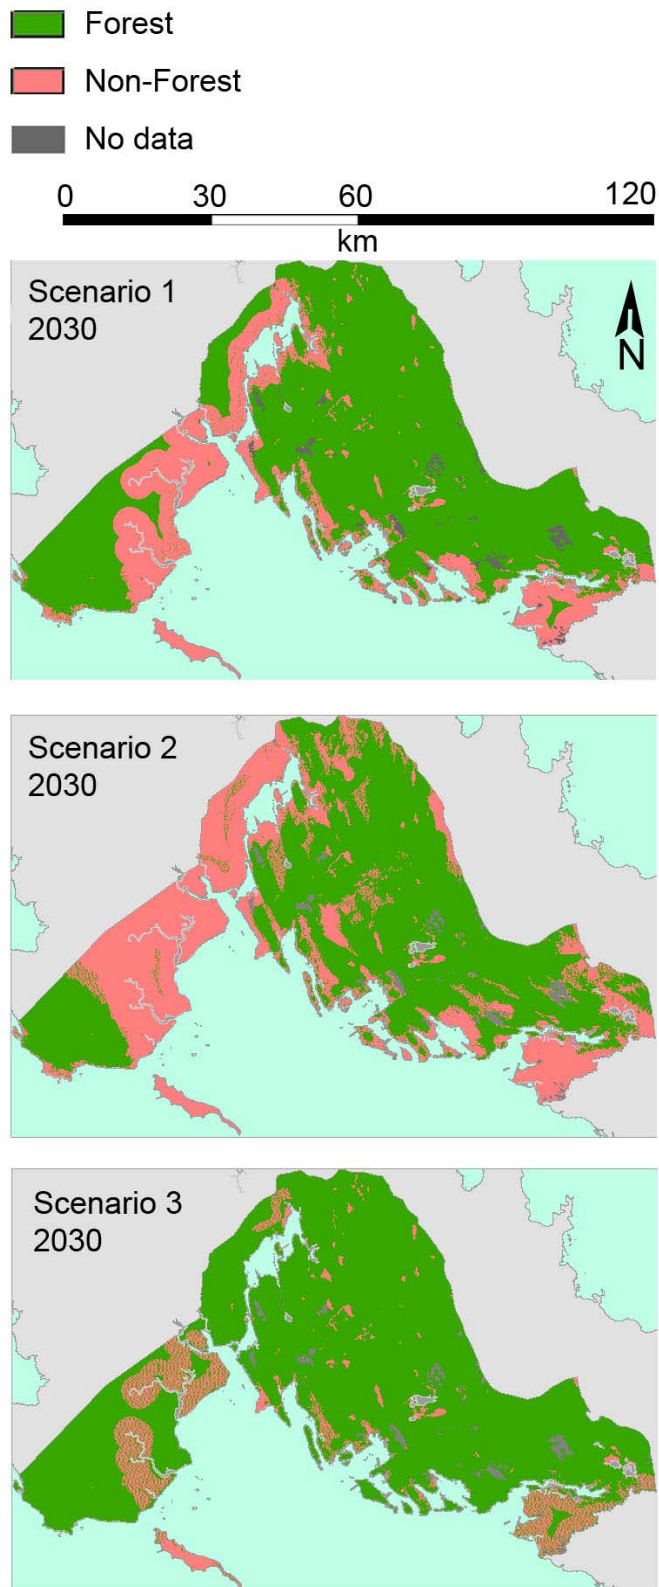 Forest
Non-Forest
No data
0 30 60 120
km
Scenario 1
2030
N
Scenario 2
2030
Scenario 3
2030